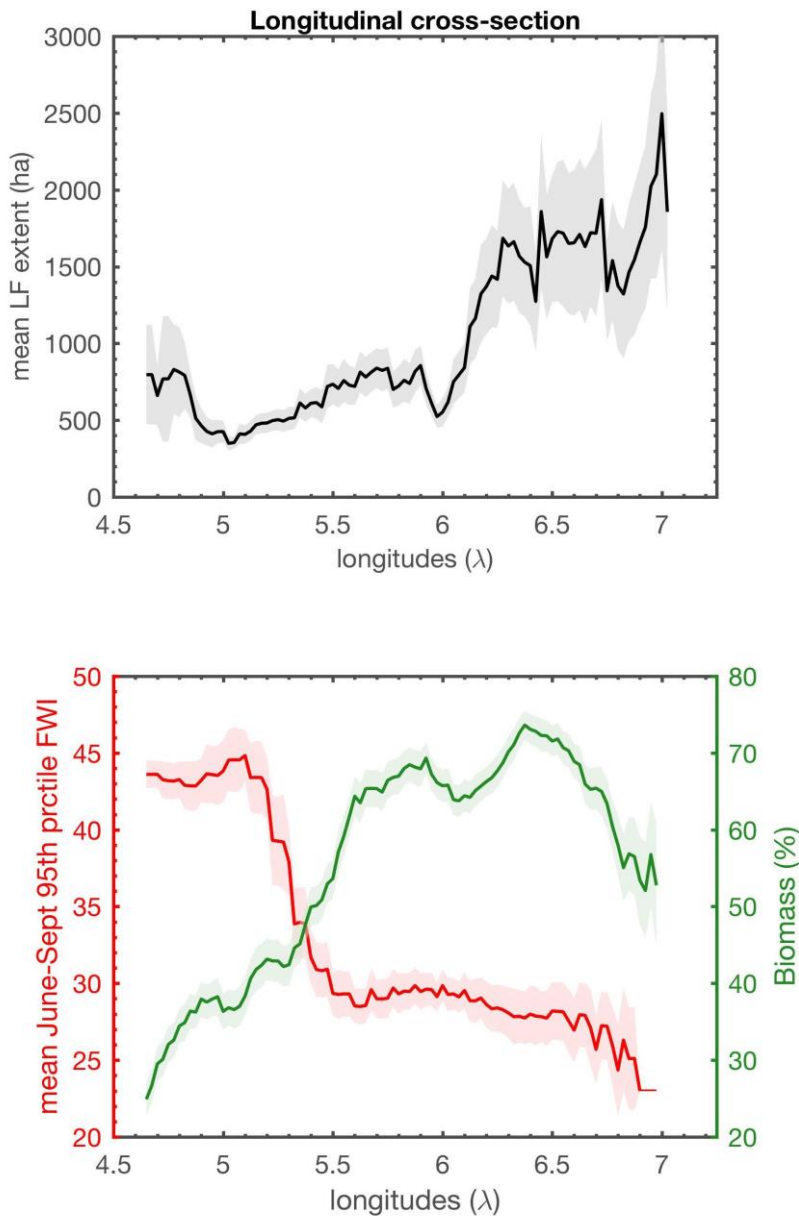 Longitudinal cross-section
3000
2500
2000
1500
1000
500
0
mean LF extent (ha)
4.5 5 5.5 6 6.5 7
longitudes (λ)
50
45
40
35
30
25
20
mean June-Sept 95th prctile FWI
80
70
60
50
40
30
20
Biomass (%)
4.5 5 5.5 6 6.5 7
longitudes (λ)